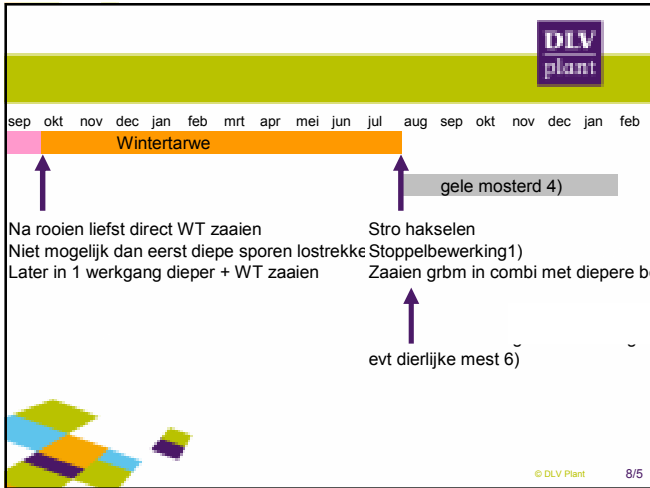 DLV
plant
sep okt nov dec jan feb mrt apr mei jun jul aug sep okt nov dec jan feb
Wintertarwe
gele mosterd 4)
Na rooien liefst direct WT zaaien
Niet mogelijk dan eerst diepe sporen lostrekke
Later in 1 werkgang dieper + WT zaaien
Stro hakselen
Stoppelbewerking1)
Zaaien grbm in combi met diepere b
evt dierlijke mest 6)
© DLV Plant 8/5